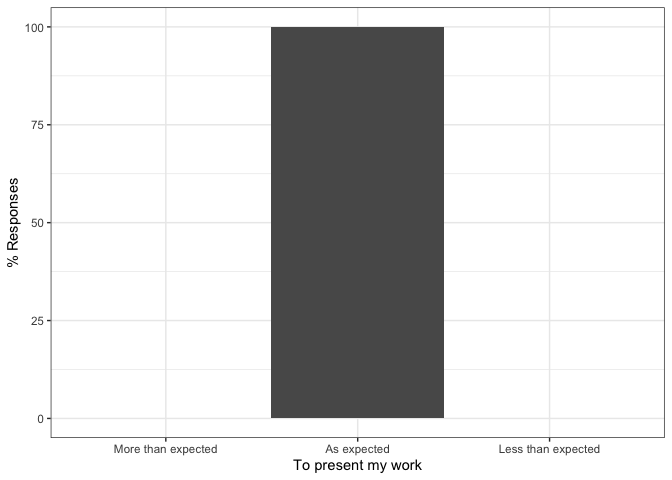 100
75
50
25
0
% Responses
More than expected
As expected
Less than expected
To present my work